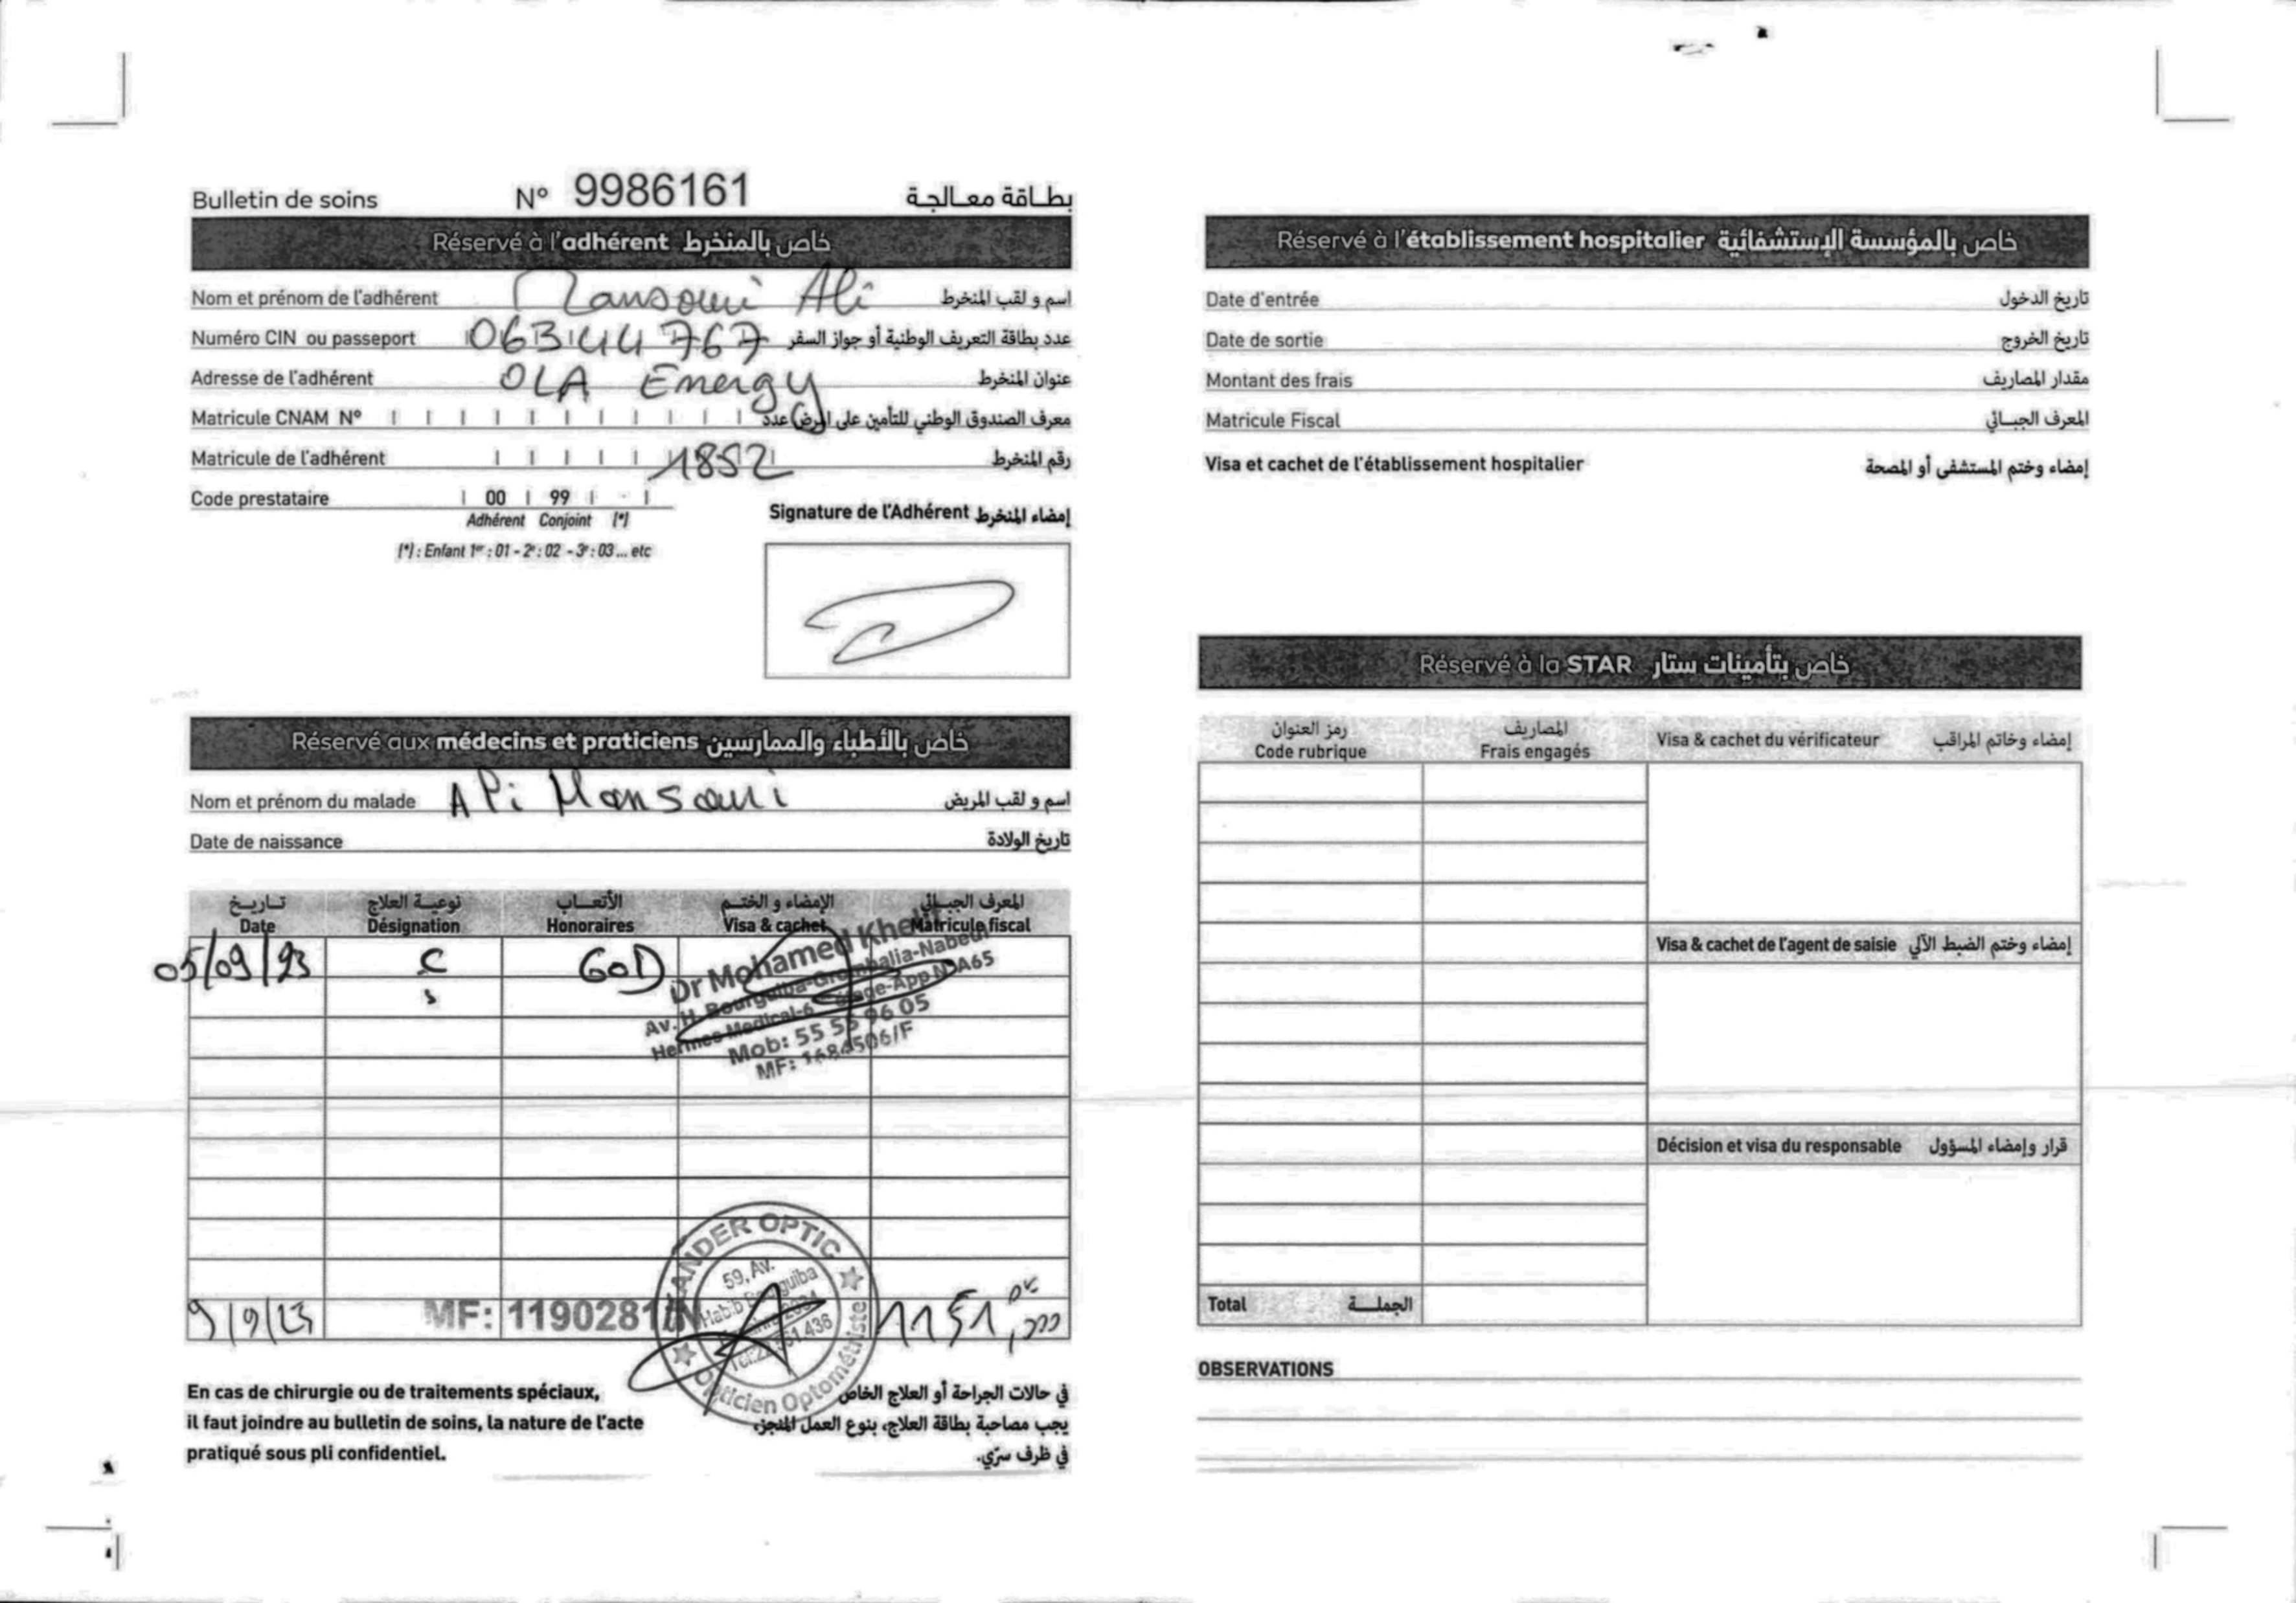 Bulletin de soins N° 9986161 بطاقة معالجة
Réservé à l'adhérent خاص بالمنخرط
Nom et prénom de l'adhérent Mansouri Ali اسم و لقب المنخرط
Numéro CIN ou passeport 06344767 عدد بطاقة التعريف الوطنية أو جواز السفر
Adresse de l'adhérent OLA Energy عنوان المنخرط
Matricule CNAM N° معرف الصندوق الوطني للتأمين على المرض عدد
Matricule de l'adhérent 1852 رقم المنخرط
Code prestataire 00 99
Adhérent Conjoint (*)
(*) : Enfant 1er : 01 - 2e : 02 - 3e : 03 ... etc
Signature de l'Adhérent إمضاء المنخرط
Réservé aux médecins et praticiens خاص بالأطباء والممارسين
Nom et prénom du malade Ali Mansouri اسم و لقب المريض
Date de naissance تاريخ الولادة
تاريخ نوعية العلاج الأتعاب الإمضاء و الختم المعرف الجبائي
Date Désignation Honoraires Visa & cachet Matricule fiscal
05/09/23 C 60D
s
Dr Mohamed Khelif
Av. H. Bourguiba-Grombalia-Nabeul
Hermes Medical-6 étage-App N°A65
Mob: 55 55 96 05
MF: 1684506/F
9/9/23 MF: 1190281/N 1151,000
ANDER OPTIC
59, Av.
Habib Bourguiba
Opticien Optométriste
En cas de chirurgie ou de traitements spéciaux,
il faut joindre au bulletin de soins, la nature de l'acte
pratiqué sous pli confidentiel.
في حالات الجراحة أو العلاج الخاص
يجب مصاحبة بطاقة العلاج، بنوع العمل المنجز،
في ظرف سرّي.
Réservé à l'établissement hospitalier خاص بالمؤسسة الإستشفائية
Date d'entrée تاريخ الدخول
Date de sortie تاريخ الخروج
Montant des frais مقدار المصاريف
Matricule Fiscal المعرف الجبائي
Visa et cachet de l'établissement hospitalier إمضاء وختم المستشفى أو المصحة
Réservé à la STAR خاص بتأمينات ستار
رمز العنوان المصاريف
Code rubrique Frais engagés Visa & cachet du vérificateur إمضاء وخاتم المراقب
Visa & cachet de l'agent de saisie إمضاء وختم الضبط الآلي
Décision et visa du responsable قرار وإمضاء المسؤول
Total الجملة
OBSERVATIONS